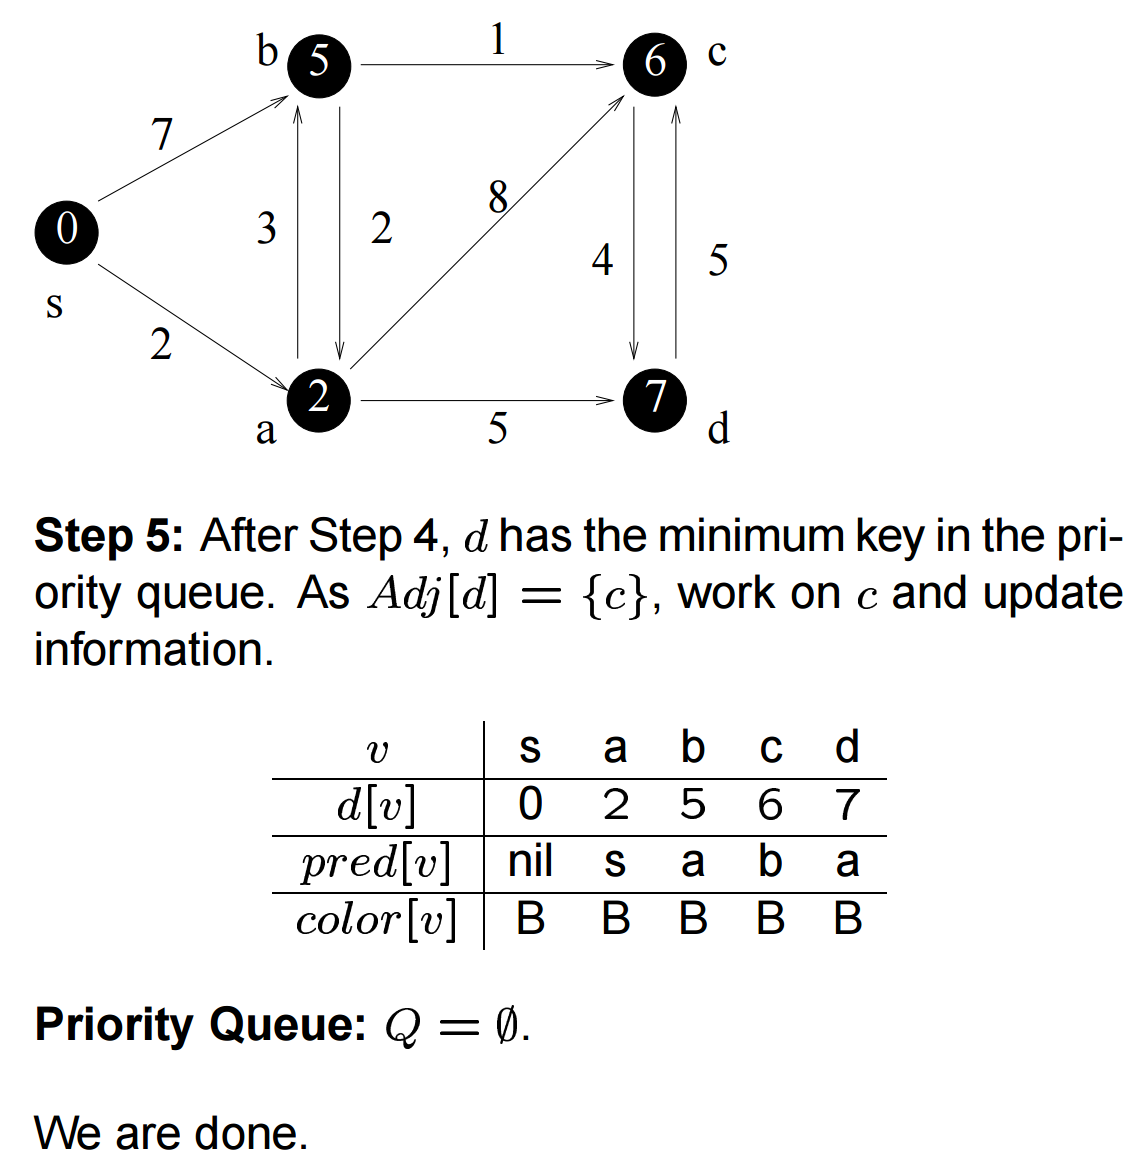 b 5 1 6 c
7
8
0 3 2
4 5
s
2
2 7
a 5 d
Step 5: After Step 4, d has the minimum key in the pri-
ority queue. As Adj[d] = {c}, work on c and update
information.
v s a b c d
d[v] 0 2 5 6 7
pred[v] nil s a b a
color[v] B B B B B
Priority Queue: Q = ∅.
We are done.